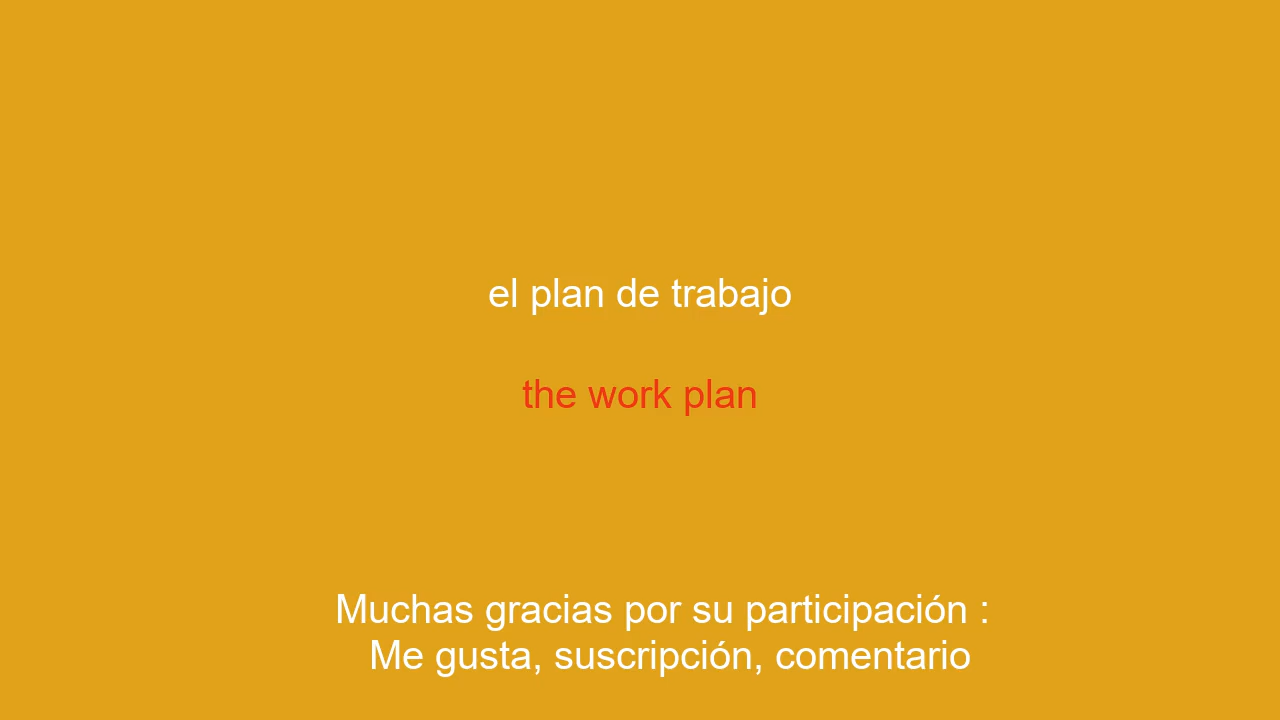 el plan de trabajo
the work plan
Muchas gracias por su participación :
Me gusta, suscripción, comentario